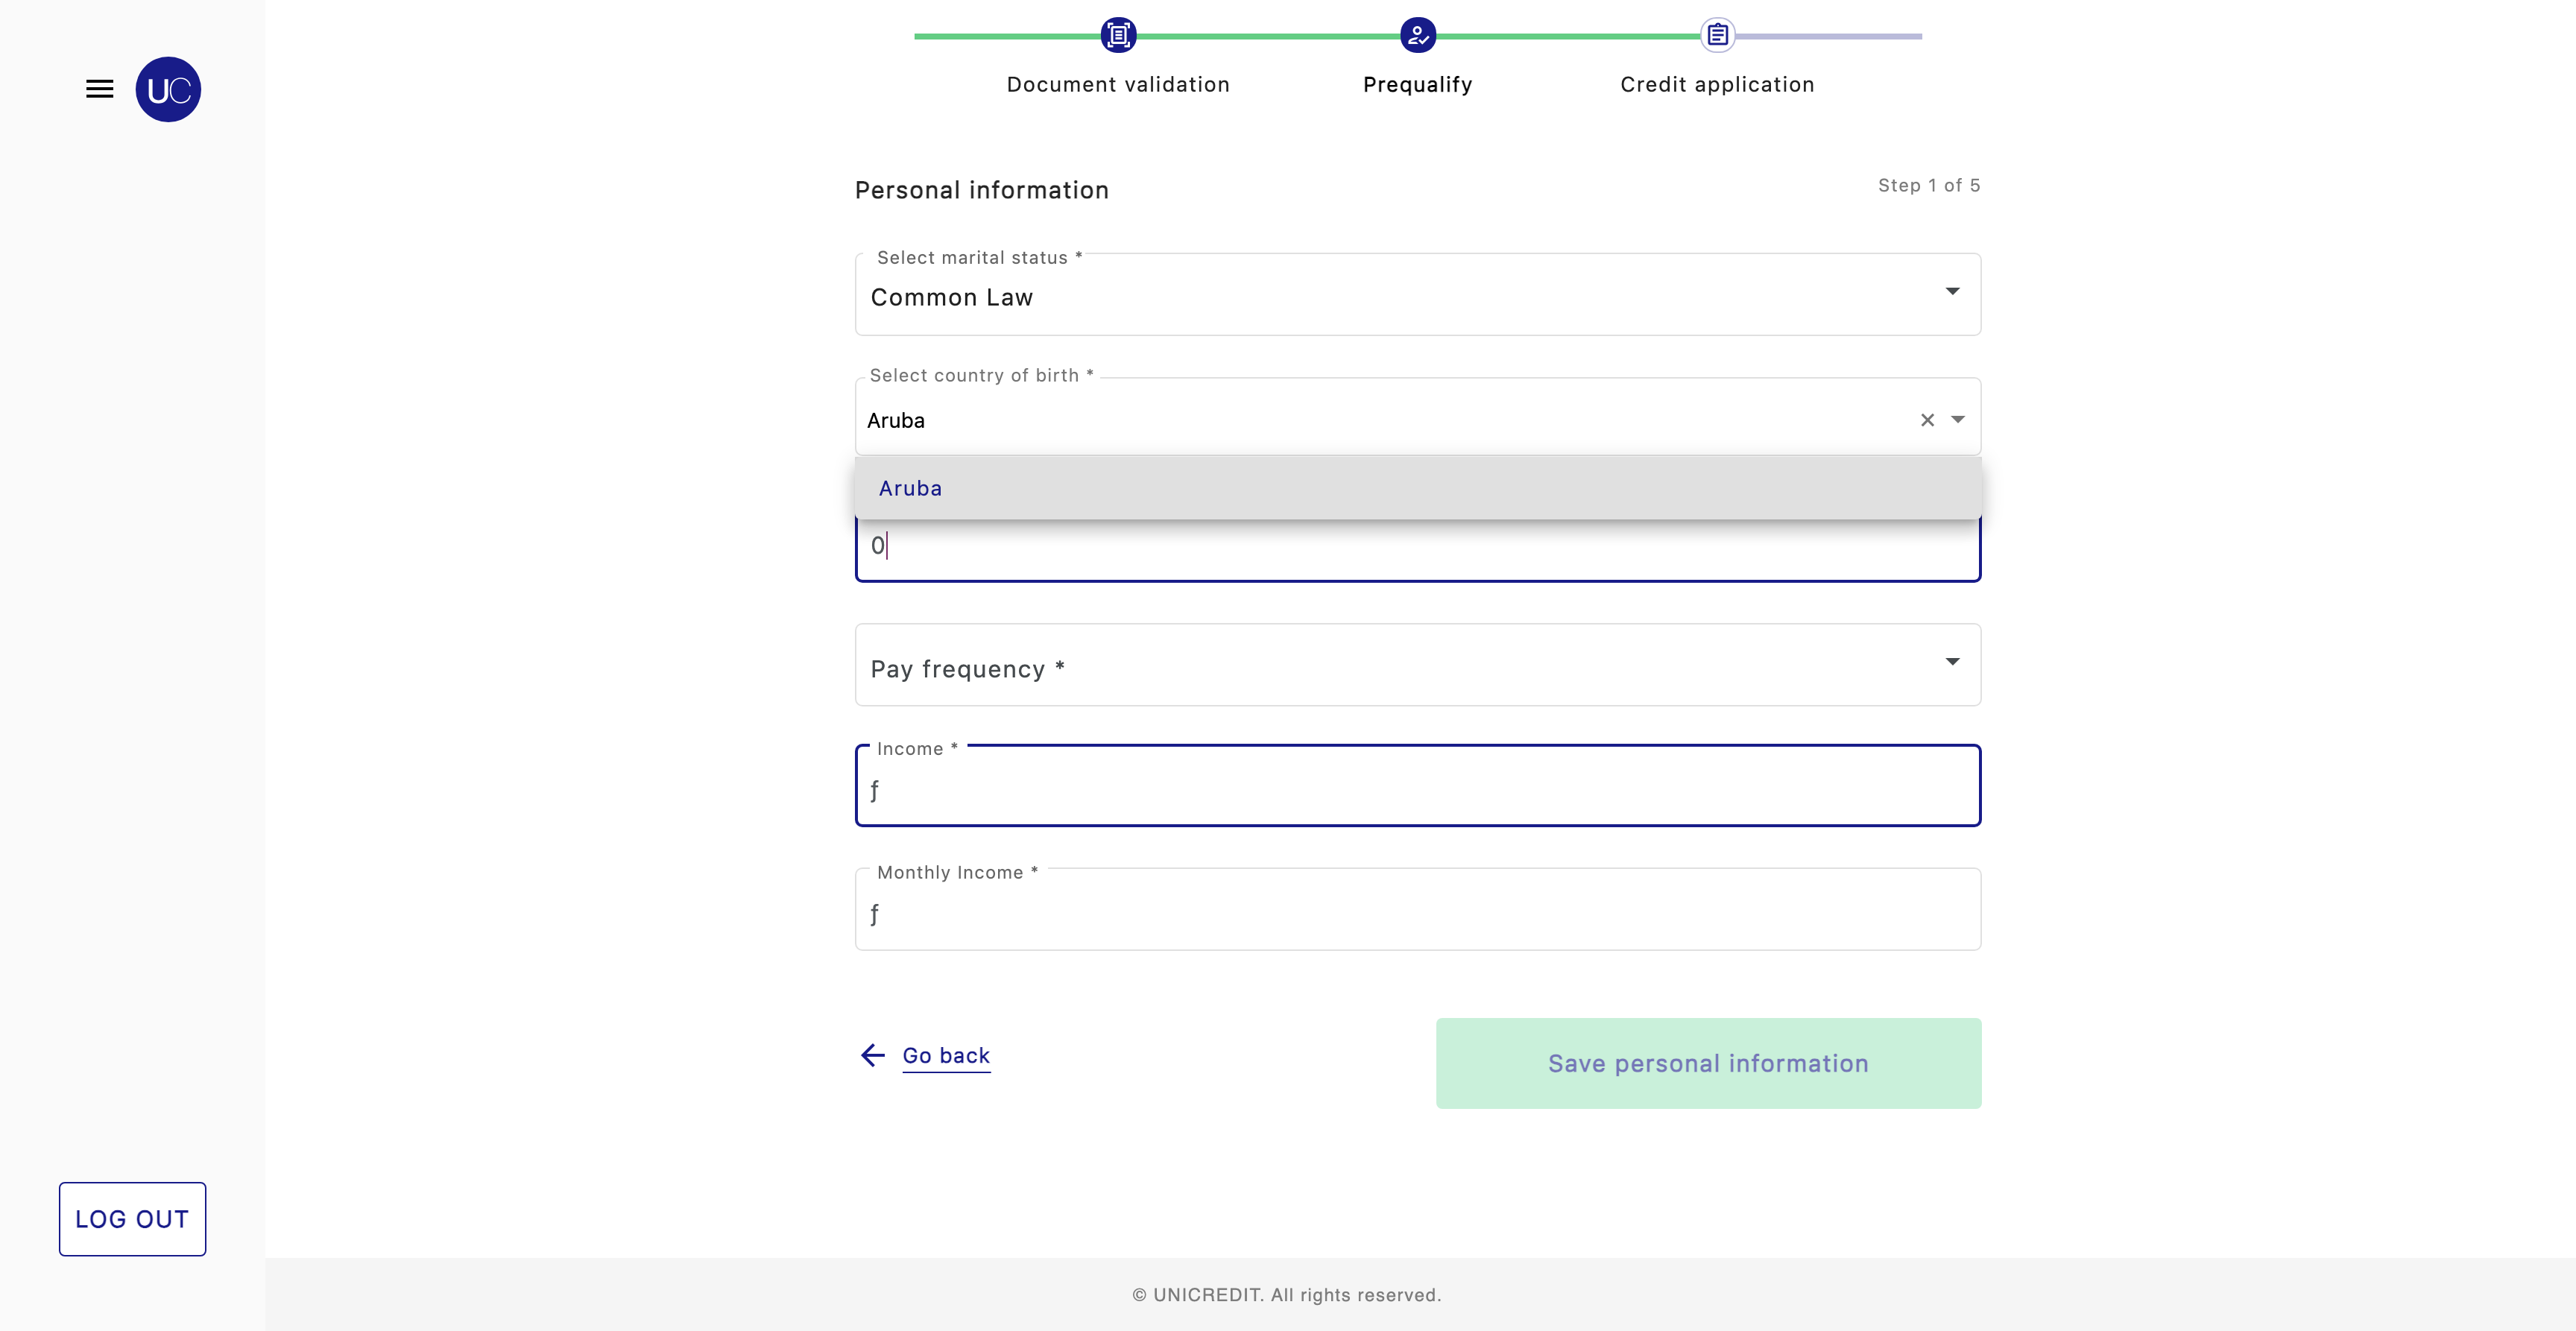 UC
Document validation
Prequalify
Credit application
Personal information
Step 1 of 5
Select marital status *
Common Law
Select country of birth *
Aruba
Aruba
0
Pay frequency *
Income *
ƒ
Monthly Income *
ƒ
Go back
Save personal information
LOG OUT
© UNICREDIT. All rights reserved.